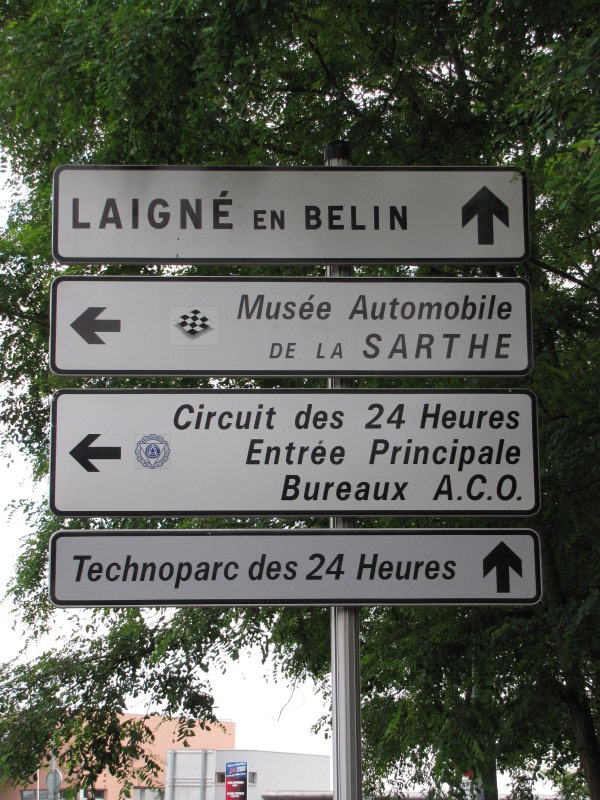 LAIGNÉ EN BELIN
Musée Automobile
DE LA SARTHE
Circuit des 24 Heures
Entrée Principale
Bureaux A.C.O.
Technoparc des 24 Heures